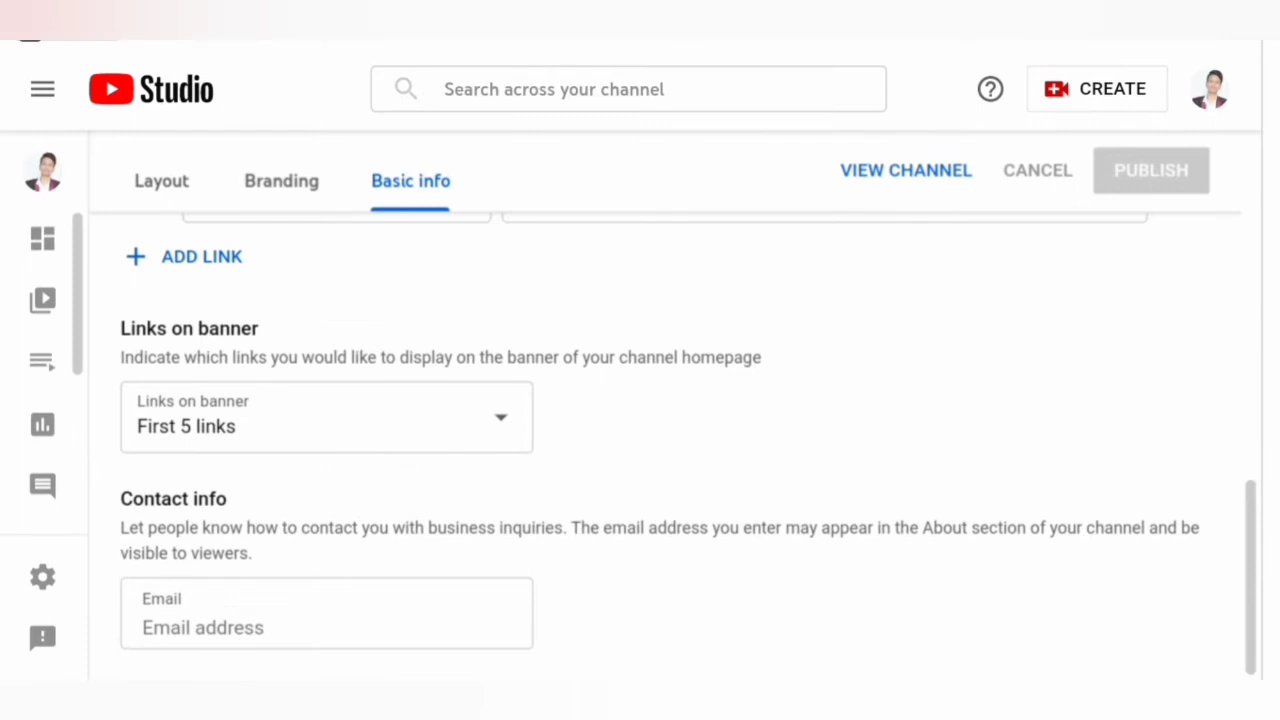 Studio
Search across your channel
CREATE
Layout
Branding
Basic info
VIEW CHANNEL
CANCEL
PUBLISH
ADD LINK
Links on banner
Indicate which links you would like to display on the banner of your channel homepage
Links on banner
First 5 links
Contact info
Let people know how to contact you with business inquiries. The email address you enter may appear in the About section of your channel and be
visible to viewers.
Email
Email address